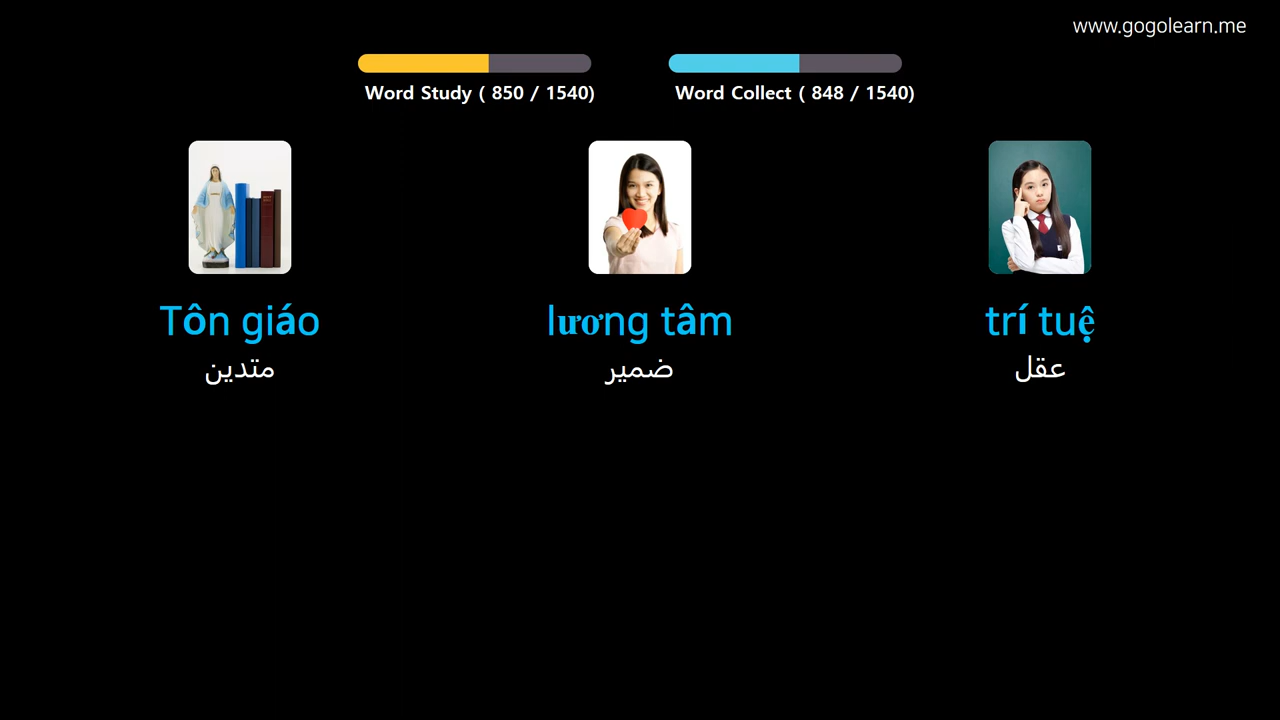 www.gogolearn.me
Word Study ( 850 / 1540)
Word Collect ( 848 / 1540)
Tôn giáo
متدين
lương tâm
ضمير
trí tuệ
عقل